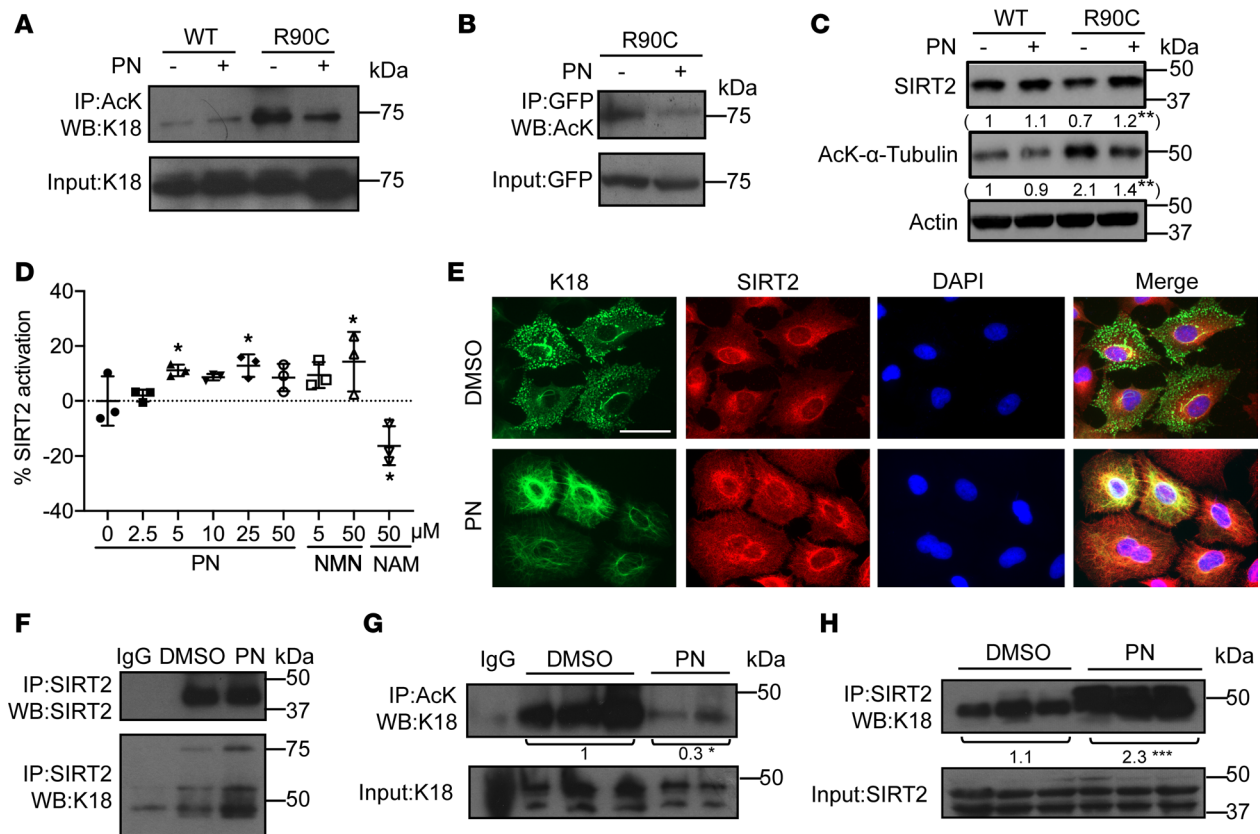 A
WT R90C
PN - + - + kDa
IP:AcK
WB:K18
75
Input:K18
75
B
R90C
PN - +
kDa
IP:GFP
WB:AcK
75
Input:GFP
75
C
WT R90C
PN - + - + kDa
SIRT2
50
37
( 1 1.1 0.7 1.2**)
AcK-α-Tubulin
50
( 1 0.9 2.1 1.4**)
Actin
50
37
D
% SIRT2 activation
40
20
0
-20
-40
* * * *
0 2.5 5 10 25 50 5 50 50 μM
PN NMN NAM
E
K18 SIRT2 DAPI Merge
DMSO
PN
F
IgG DMSO PN kDa
IP:SIRT2
WB:SIRT2
50
37
IP:SIRT2
WB:K18
75
50
G
IgG DMSO PN kDa
IP:AcK
WB:K18
50
1 0.3 *
Input:K18
50
H
DMSO PN kDa
IP:SIRT2
WB:K18
50
1.1 2.3 ***
Input:SIRT2
50
37